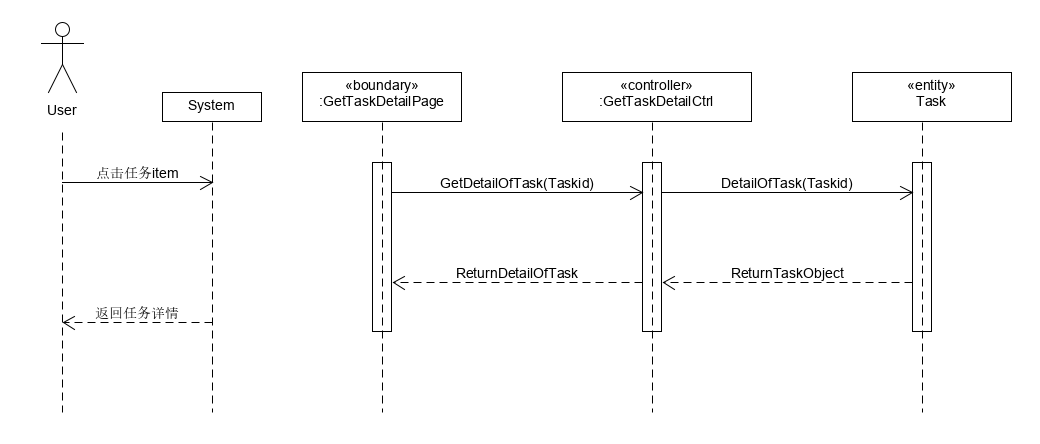 User
System
«boundary»
:GetTaskDetailPage
«controller»
:GetTaskDetailCtrl
«entity»
Task
点击任务item
GetDetailOfTask(Taskid)
DetailOfTask(Taskid)
ReturnDetailOfTask
ReturnTaskObject
返回任务详情